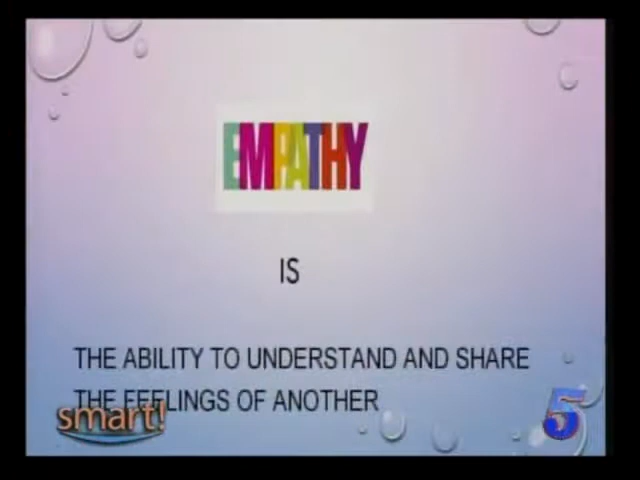 EMPATHY
IS
THE ABILITY TO UNDERSTAND AND SHARE
THE FEELINGS OF ANOTHER
smart!
5